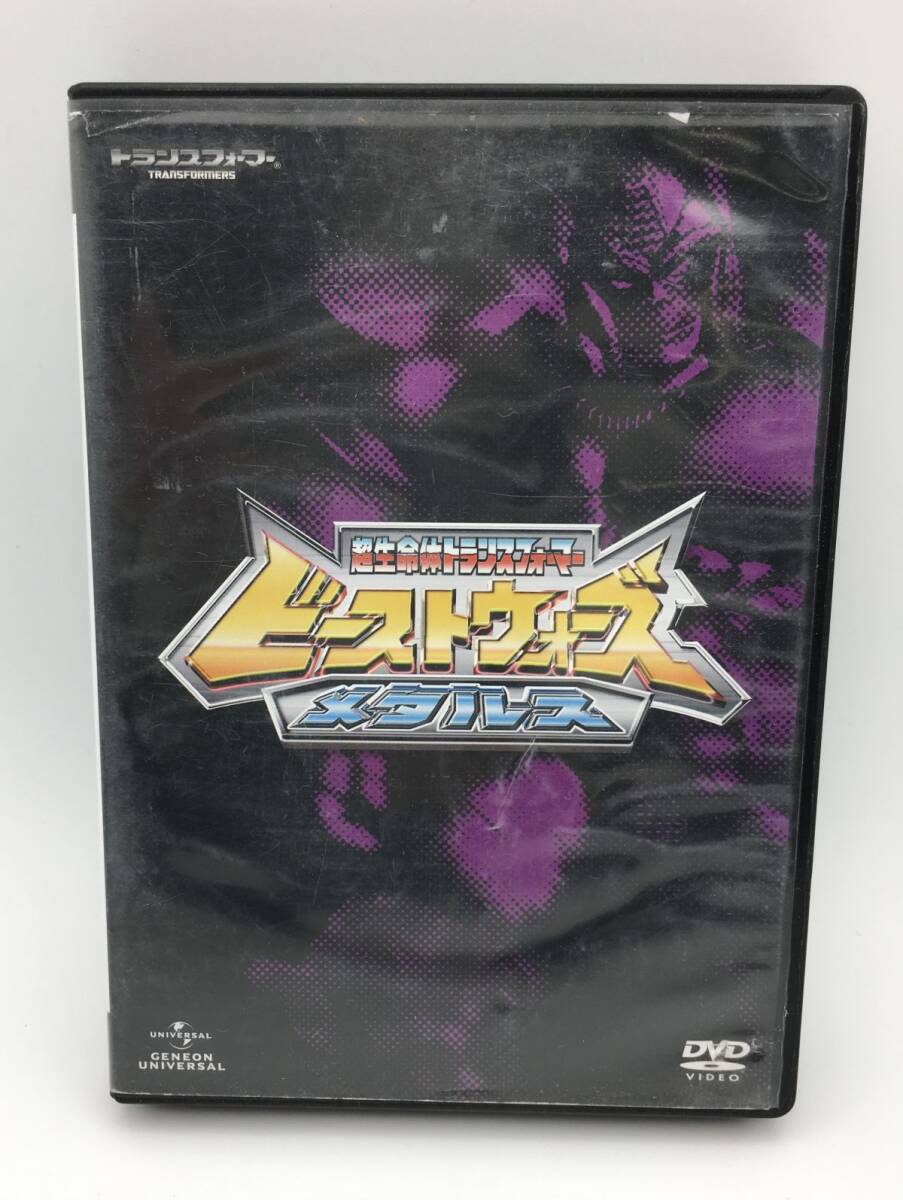 トランスフォーマー®
TRANSFORMERS
超生命体トランスフォーマー
ビーストウォーズ
メタルス
UNIVERSAL
GENEON
UNIVERSAL
DVD
VIDEO